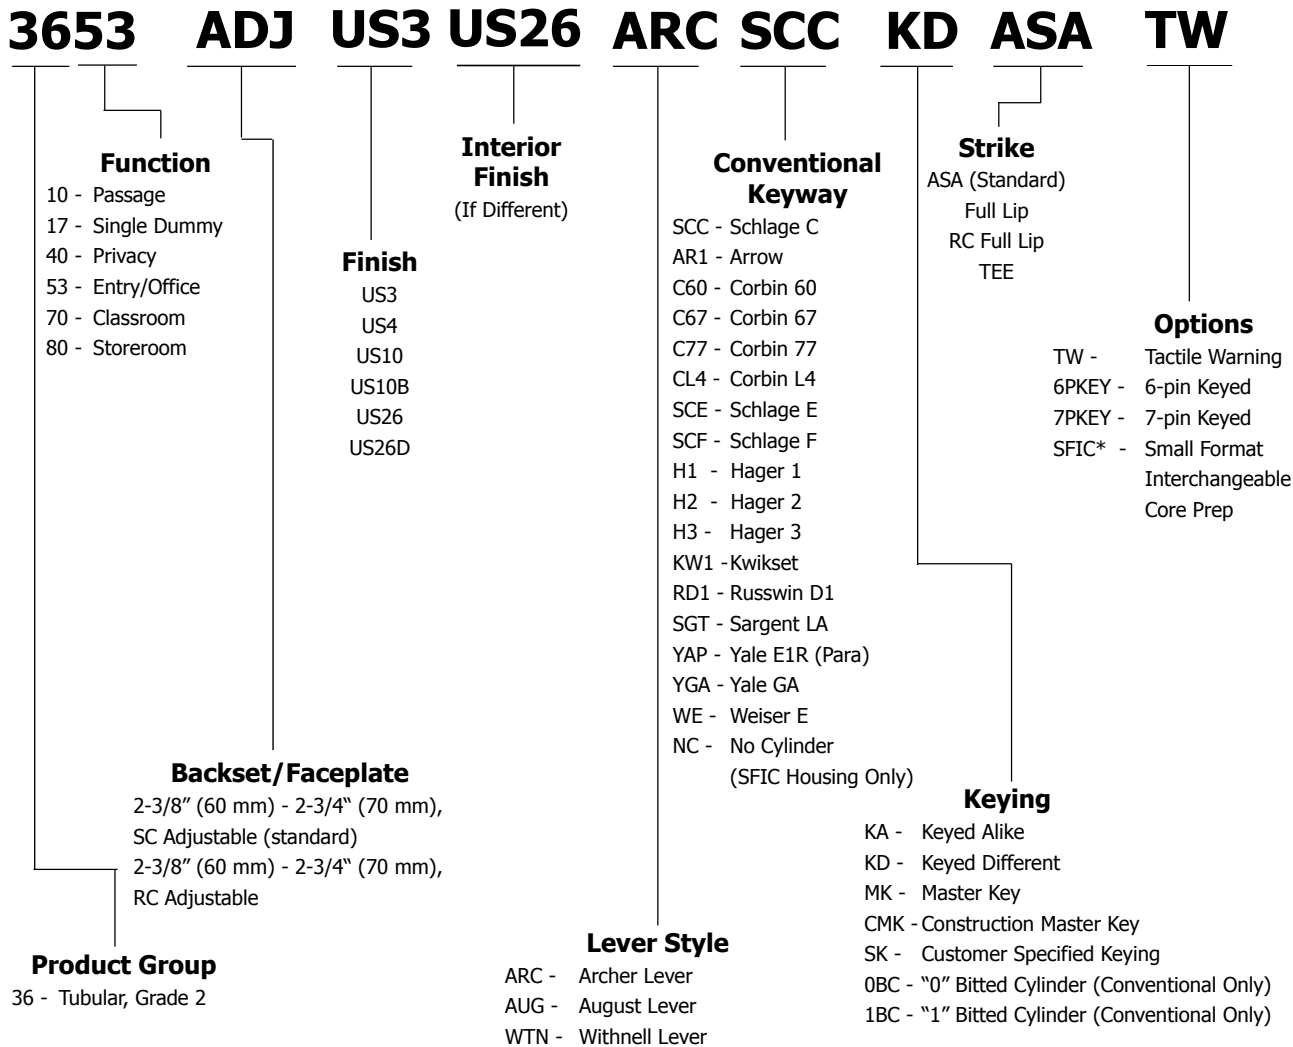 3653 ADJ US3 US26 ARC SCC KD ASA TW
Function
10 - Passage
17 - Single Dummy
40 - Privacy
53 - Entry/Office
70 - Classroom
80 - Storeroom
Finish
US3
US4
US10
US10B
US26
US26D
Interior
Finish
(If Different)
Conventional
Keyway
SCC - Schlage C
AR1 - Arrow
C60 - Corbin 60
C67 - Corbin 67
C77 - Corbin 77
CL4 - Corbin L4
SCE - Schlage E
SCF - Schlage F
H1 - Hager 1
H2 - Hager 2
H3 - Hager 3
KW1 - Kwikset
RD1 - Russwin D1
SGT - Sargent LA
YAP - Yale E1R (Para)
YGA - Yale GA
WE - Weiser E
NC - No Cylinder
(SFIC Housing Only)
Strike
ASA (Standard)
Full Lip
RC Full Lip
TEE
Options
TW - Tactile Warning
6PKEY - 6-pin Keyed
7PKEY - 7-pin Keyed
SFIC* - Small Format
Interchangeable
Core Prep
Backset/Faceplate
2-3/8” (60 mm) - 2-3/4“ (70 mm),
SC Adjustable (standard)
2-3/8” (60 mm) - 2-3/4“ (70 mm),
RC Adjustable
Product Group
36 - Tubular, Grade 2
Lever Style
ARC - Archer Lever
AUG - August Lever
WTN - Withnell Lever
Keying
KA - Keyed Alike
KD - Keyed Different
MK - Master Key
CMK - Construction Master Key
SK - Customer Specified Keying
0BC - “0” Bitted Cylinder (Conventional Only)
1BC - “1” Bitted Cylinder (Conventional Only)